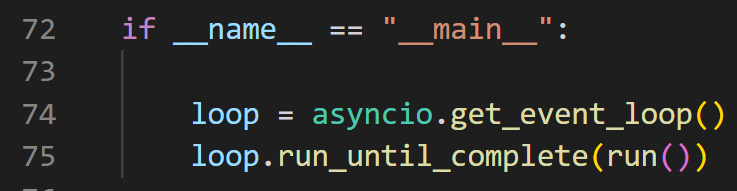 72 if __name__ == "__main__":
73
74 loop = asyncio.get_event_loop()
75 loop.run_until_complete(run())